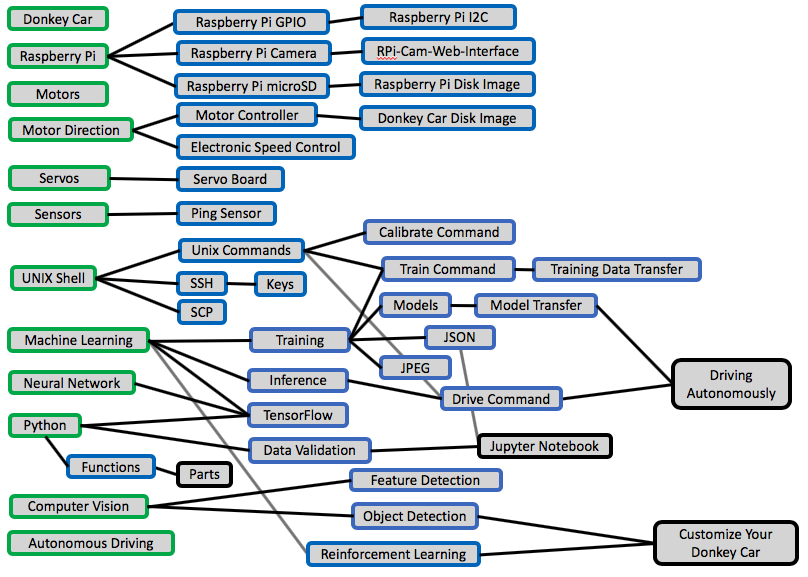 Donkey Car
Raspberry Pi GPIO
Raspberry Pi I2C
Raspberry Pi
Raspberry Pi Camera
RPi-Cam-Web-Interface
Raspberry Pi microSD
Raspberry Pi Disk Image
Motors
Motor Controller
Donkey Car Disk Image
Motor Direction
Electronic Speed Control
Servos
Servo Board
Sensors
Ping Sensor
Calibrate Command
Unix Commands
Train Command
Training Data Transfer
UNIX Shell
SSH
Keys
SCP
Models
Model Transfer
Machine Learning
Training
JSON
JPEG
Driving
Autonomously
Neural Network
Inference
Drive Command
TensorFlow
Python
Data Validation
Jupyter Notebook
Functions
Parts
Feature Detection
Computer Vision
Object Detection
Customize Your
Donkey Car
Autonomous Driving
Reinforcement Learning